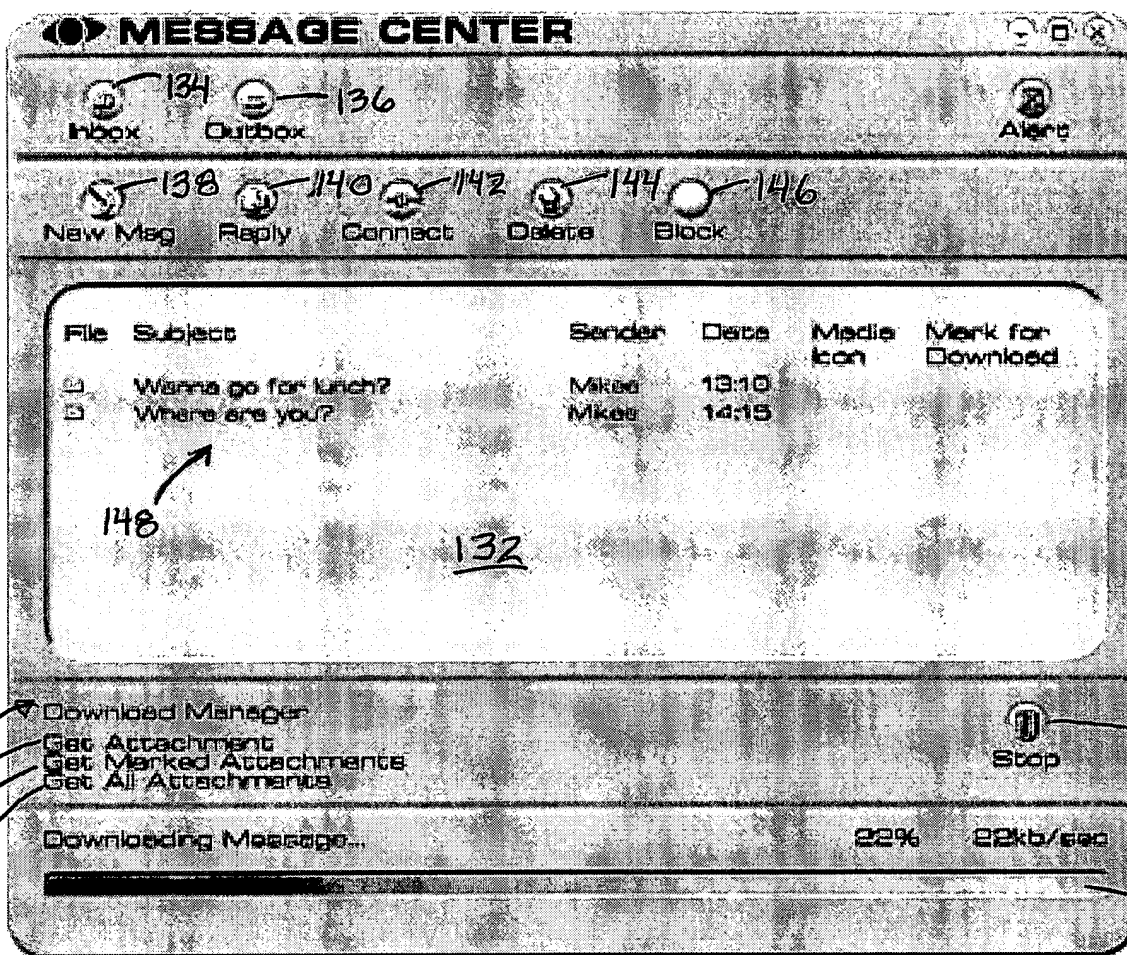 MESSAGE CENTER
134 136
Inbox Outbox Alert
138 140 142 144 146
New Msg Reply Connect Delete Block
File Subject Sender Date Media Icon Mark for Download
Wanna go for lunch? Mikee 13:10
Where are you? Mikee 14:15
148
132
Download Manager
Get Attachment
Get Marked Attachments
Get All Attachments
Stop
Downloading Message... 22% 22kb/sec